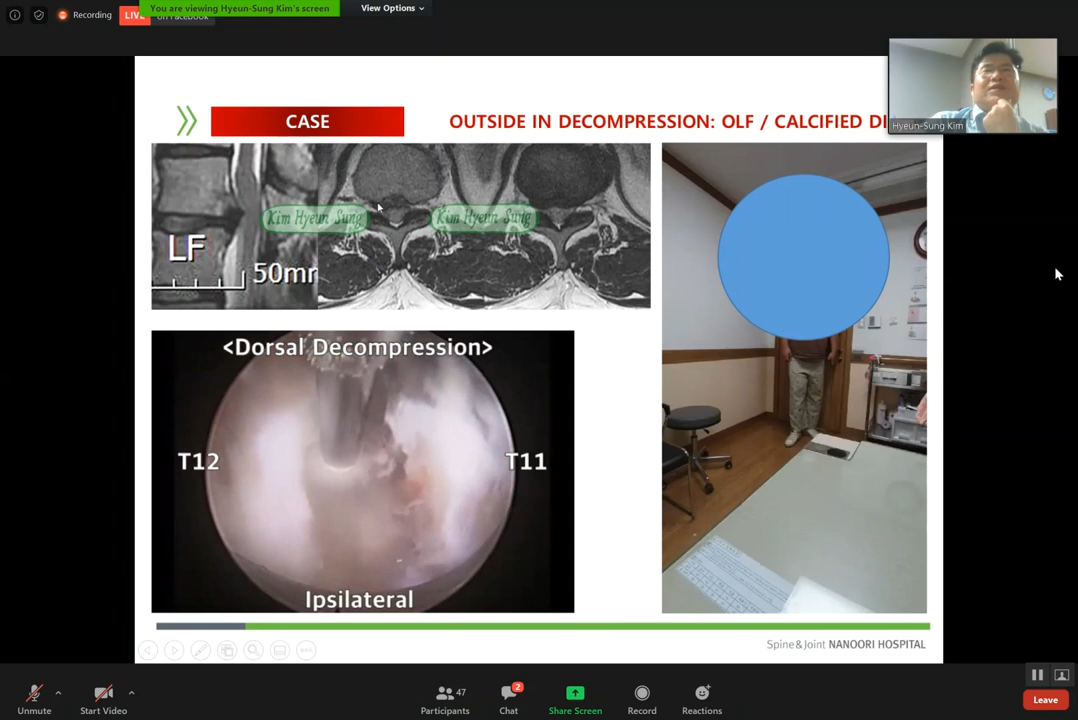 Recording
LIVE
on Facebook
You are viewing Hyeun-Sung Kim's screen
View Options
Hyeun-Sung Kim
CASE
OUTSIDE IN DECOMPRESSION: OLF / CALCIFIED DI
Kim Hyeun Sung
Kim Hyeun Sung
LF
50mm
<Dorsal Decompression>
T12
T11
Ipsilateral
Spine & Joint NANOORI HOSPITAL
Unmute
Start Video
47
Participants
2
Chat
Share Screen
Record
Reactions
Leave